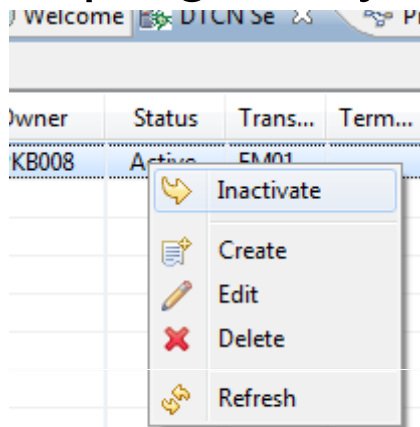 Welcome DTCN Se P
Owner Status Trans... Term...
KB008 Active EM01
Inactivate
Create
Edit
Delete
Refresh